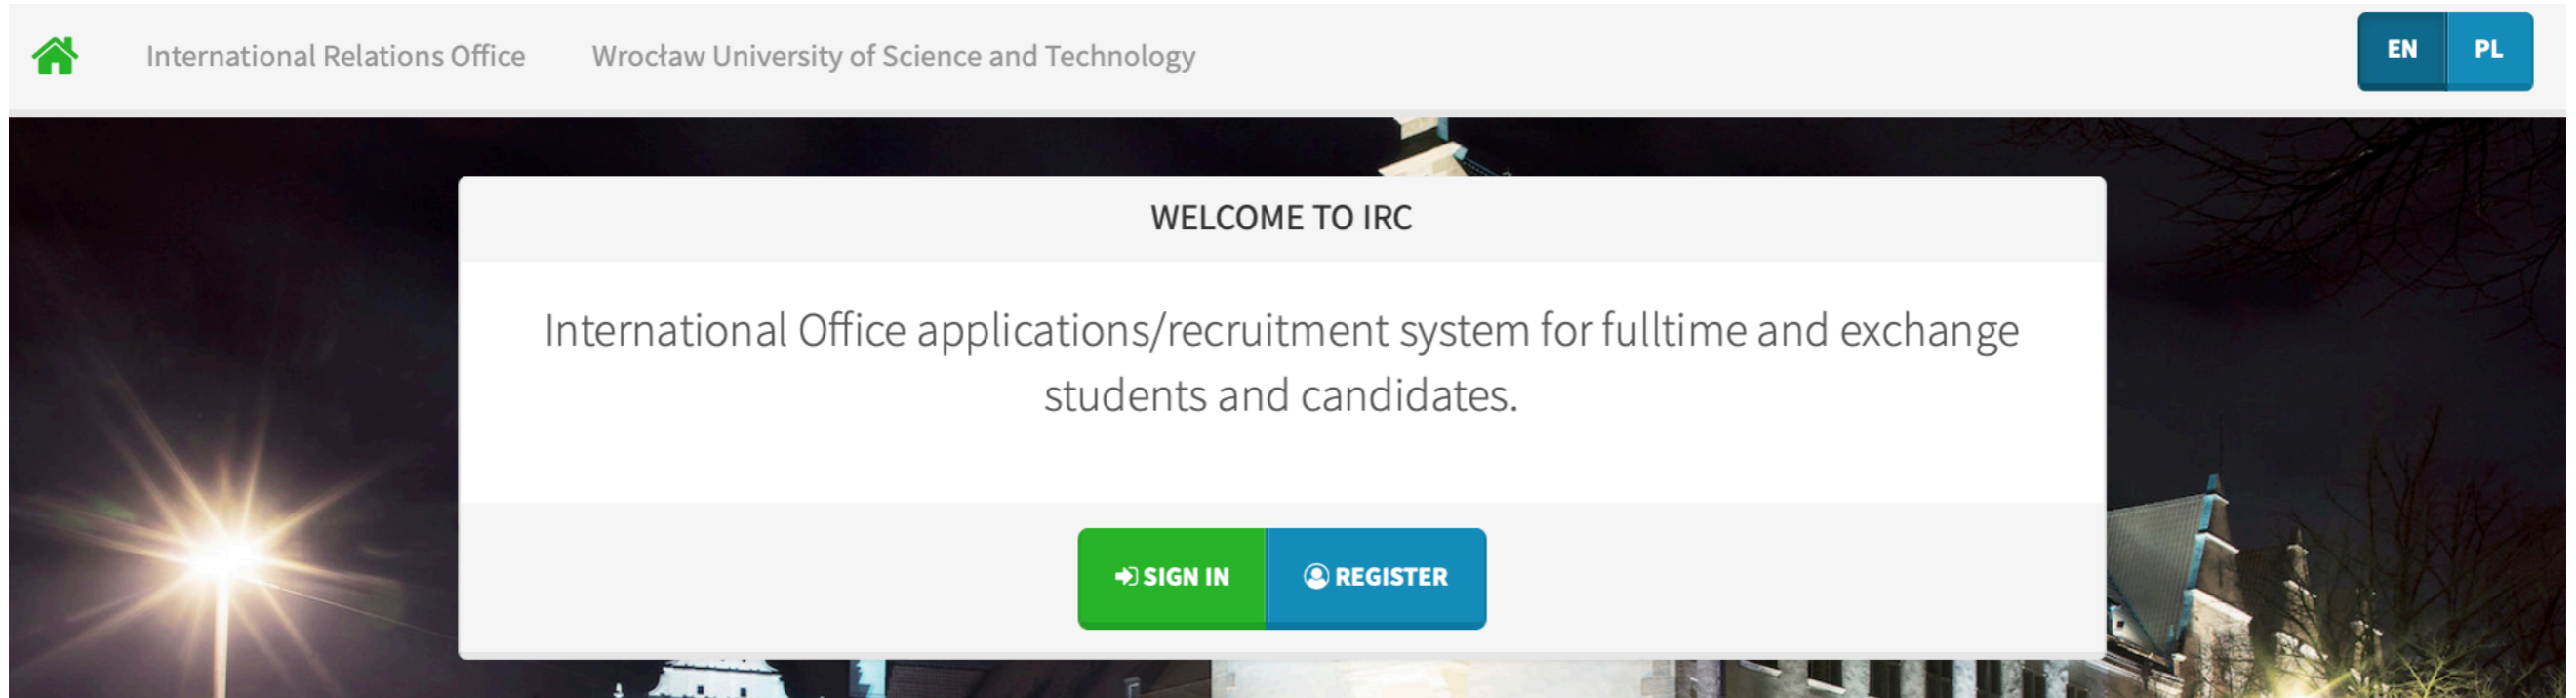 International Relations Office Wrocław University of Science and Technology EN PL
WELCOME TO IRC
International Office applications/recruitment system for fulltime and exchange
students and candidates.
SIGN IN REGISTER